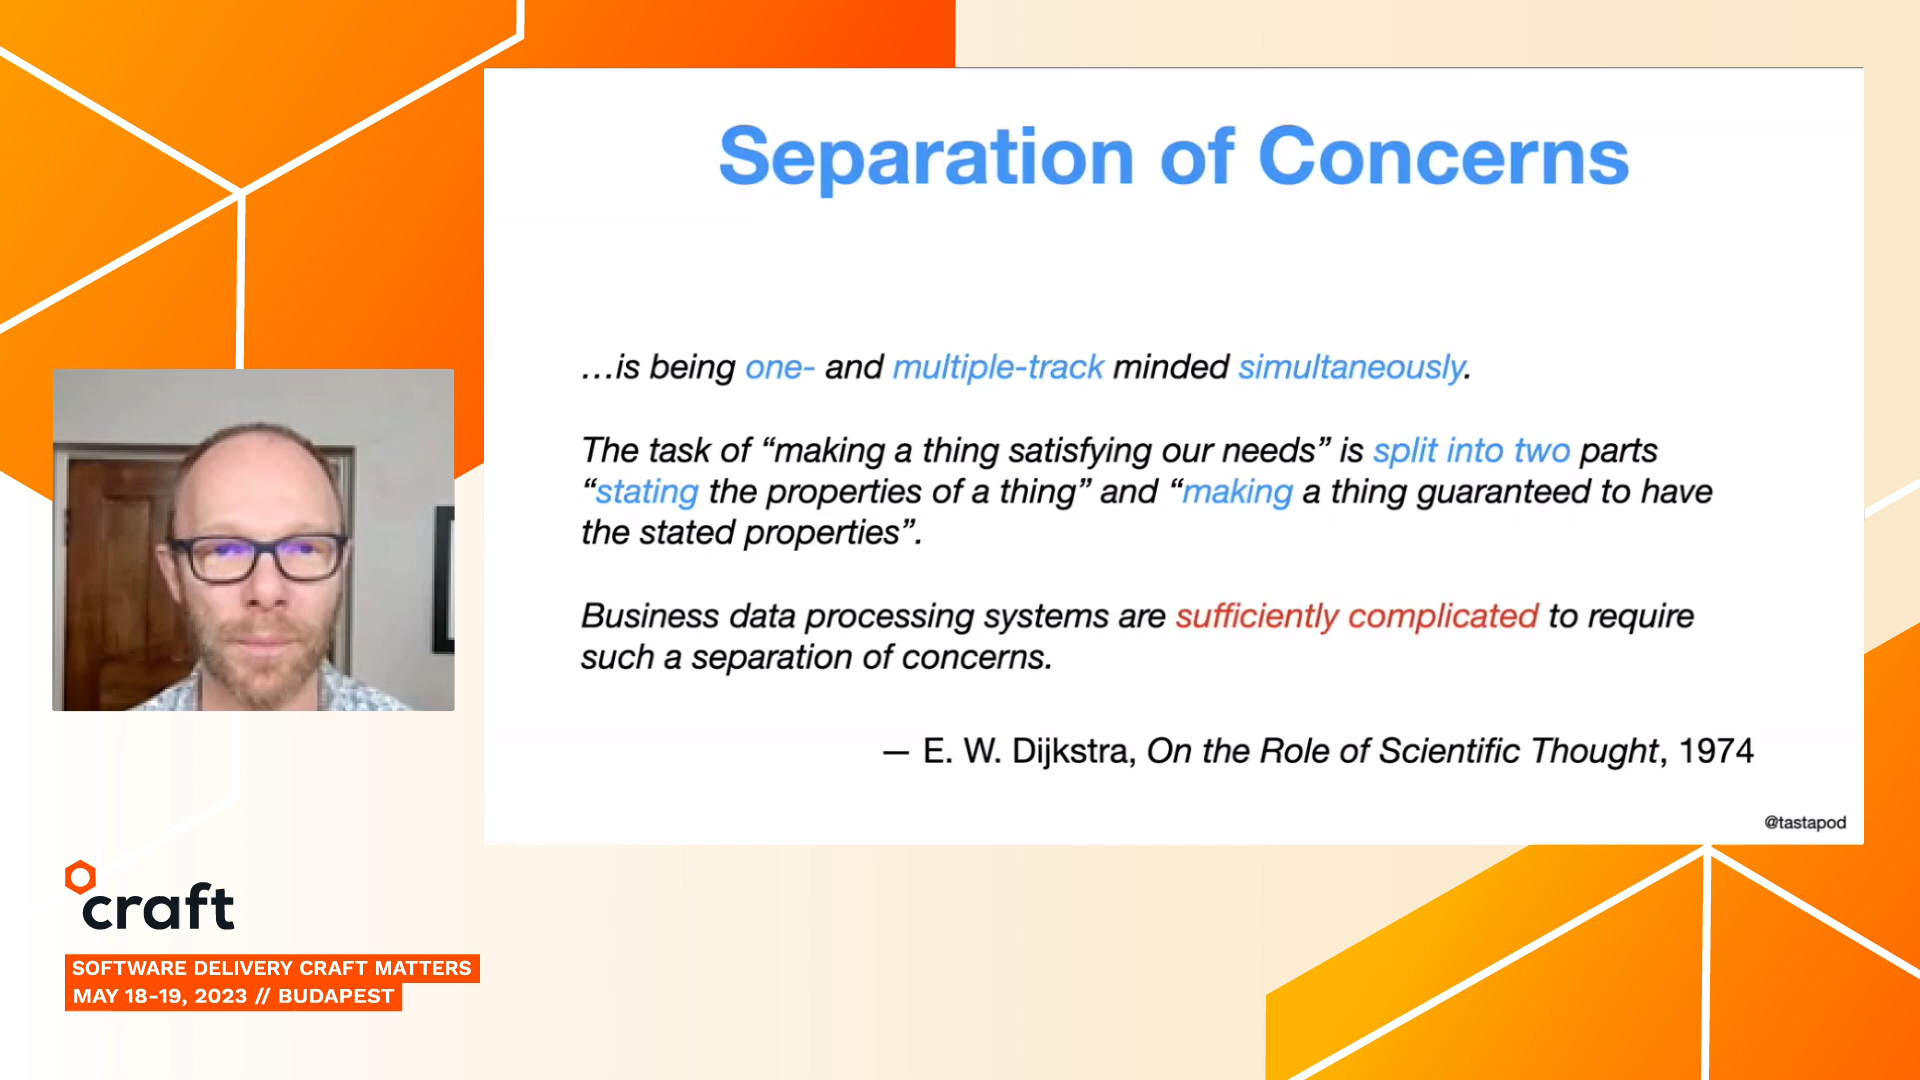 Separation of Concerns
…is being one- and multiple-track minded simultaneously.
The task of “making a thing satisfying our needs” is split into two parts
“stating the properties of a thing” and “making a thing guaranteed to have
the stated properties”.
Business data processing systems are sufficiently complicated to require
such a separation of concerns.
— E. W. Dijkstra, On the Role of Scientific Thought, 1974
@tastapod
craft
SOFTWARE DELIVERY CRAFT MATTERS
MAY 18-19, 2023 // BUDAPEST